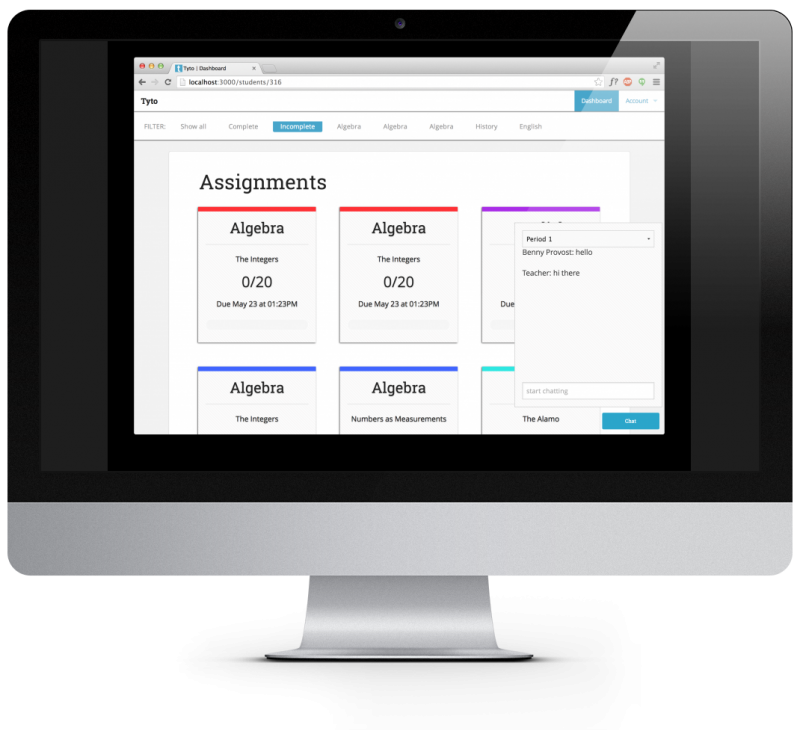 Tyto | Dashboard
localhost:3000/students/316
Tyto
Dashboard
Account
FILTER:
Show all
Complete
Incomplete
Algebra
Algebra
Algebra
History
English
Assignments
Algebra
The Integers
0/20
Due May 23 at 01:23PM
Algebra
The Integers
0/20
Due May 23 at 01:23PM
Due
Period 1
Benny Provost: hello
Teacher: hi there
start chatting
Chat
Algebra
The Integers
Algebra
Numbers as Measurements
The Alamo